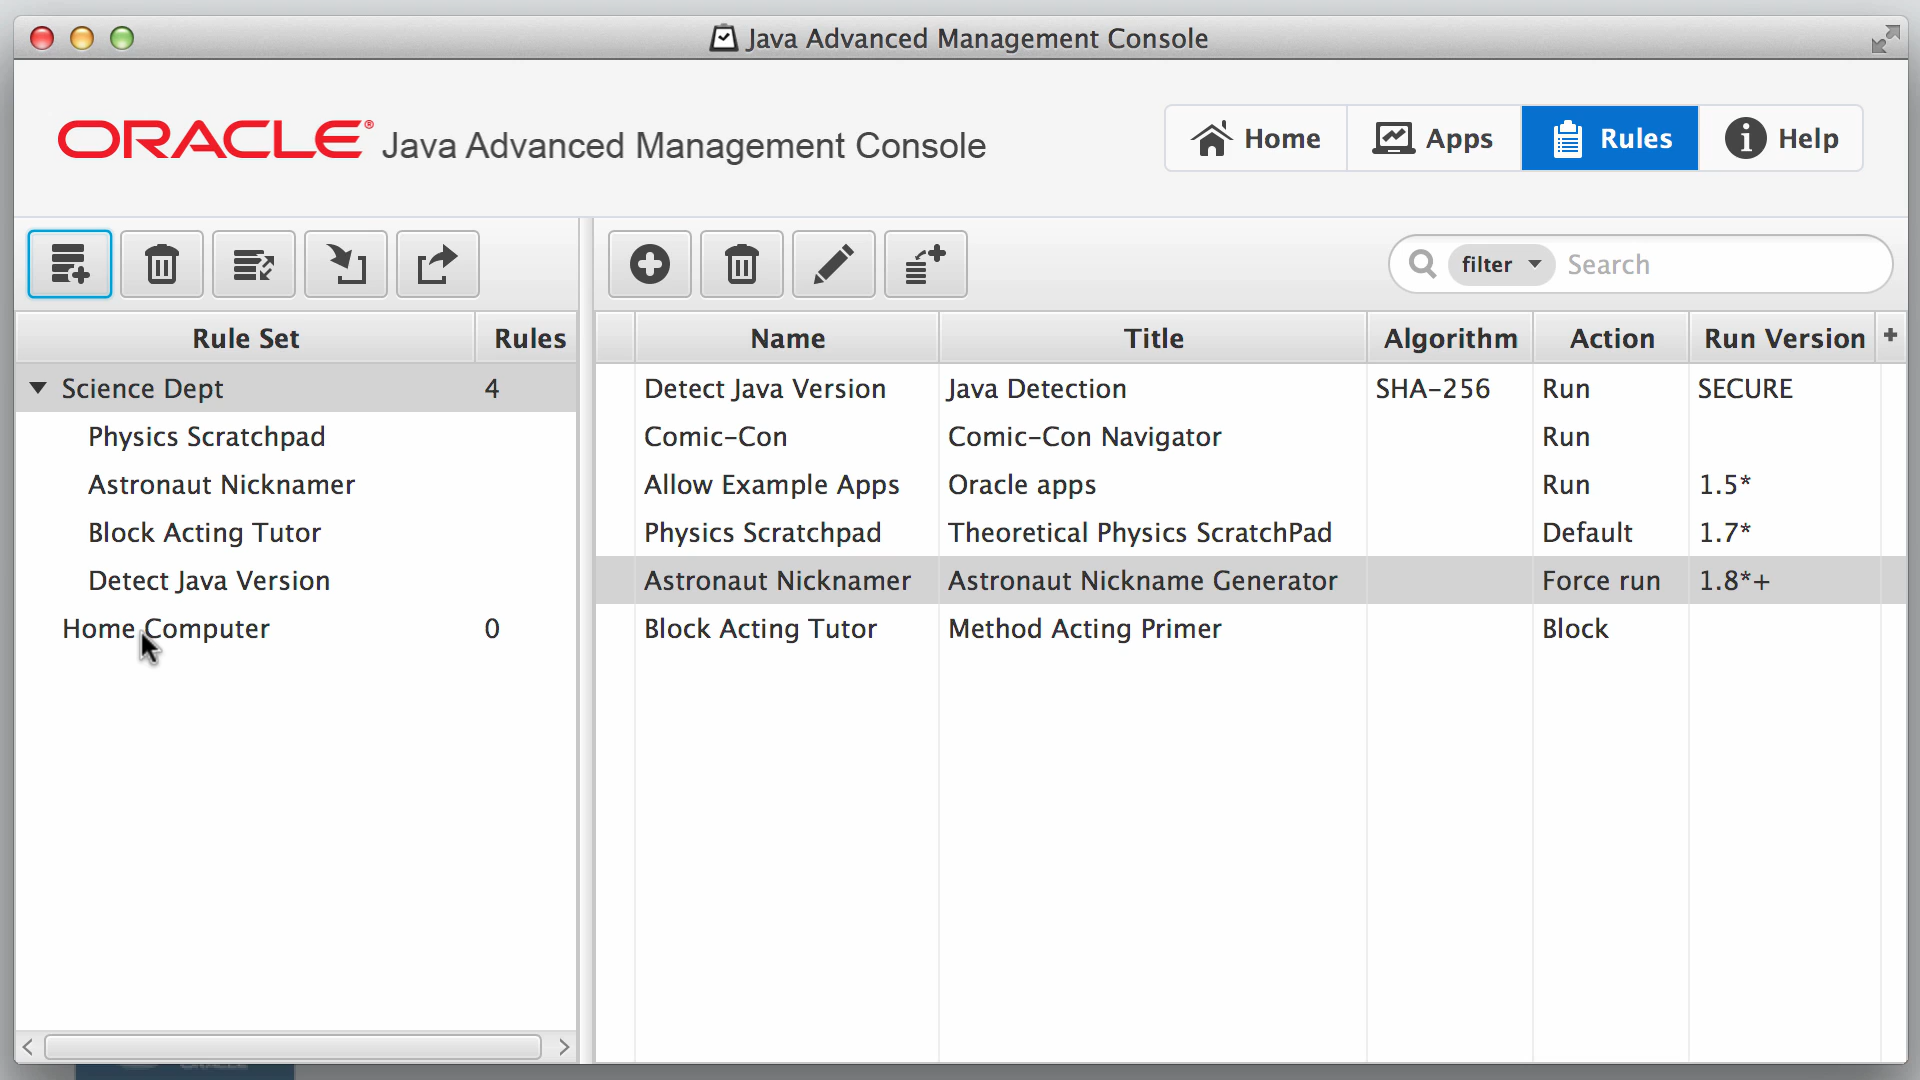 Java Advanced Management Console
ORACLE® Java Advanced Management Console
Home Apps Rules Help
filter Search
Rule Set Rules
Science Dept 4
Physics Scratchpad
Astronaut Nicknamer
Block Acting Tutor
Detect Java Version
Home Computer 0
Name Title Algorithm Action Run Version +
Detect Java Version Java Detection SHA-256 Run SECURE
Comic-Con Comic-Con Navigator Run
Allow Example Apps Oracle apps Run 1.5*
Physics Scratchpad Theoretical Physics ScratchPad Default 1.7*
Astronaut Nicknamer Astronaut Nickname Generator Force run 1.8*+
Block Acting Tutor Method Acting Primer Block